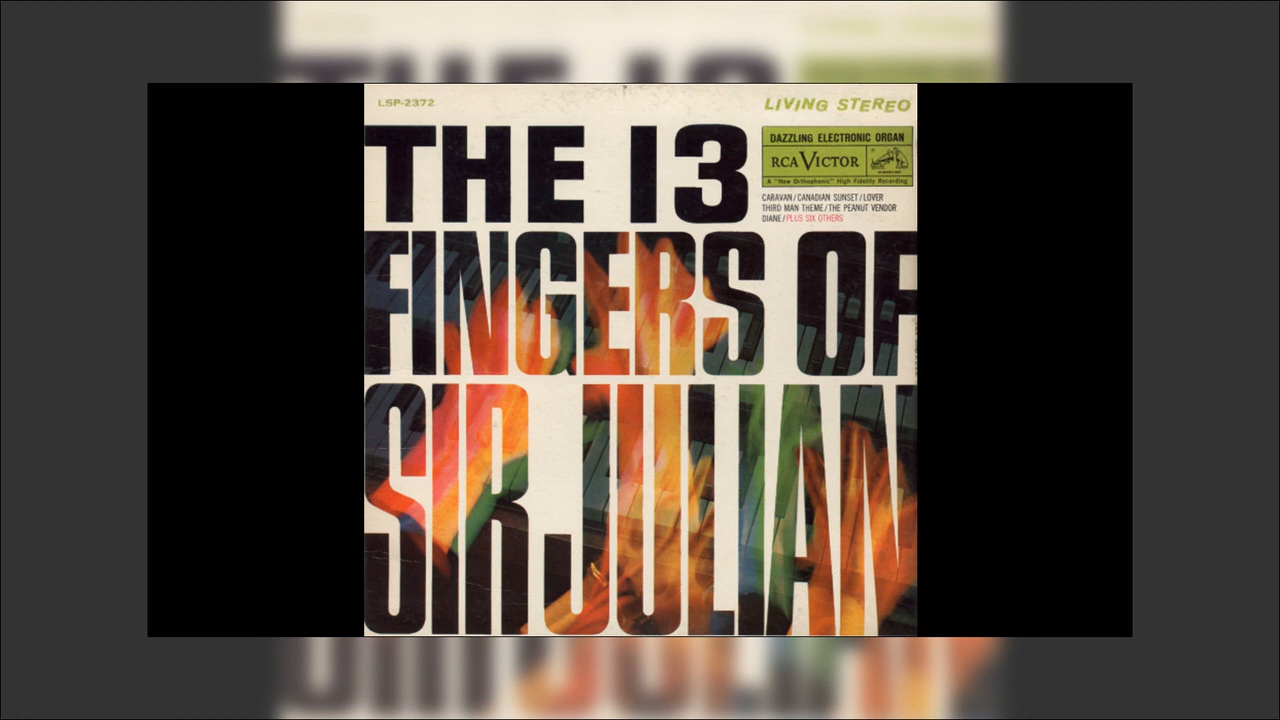 LSP-2372
LIVING STEREO
DAZZLING ELECTRONIC ORGAN
RCA VICTOR
A "New Orthophonic" High Fidelity Recording
CARAVAN/CANADIAN SUNSET/LOVER
THIRD MAN THEME/THE PEANUT VENDOR
DIANE/PLUS SIX OTHERS
THE 13
FINGERS OF
SIR JULIAN